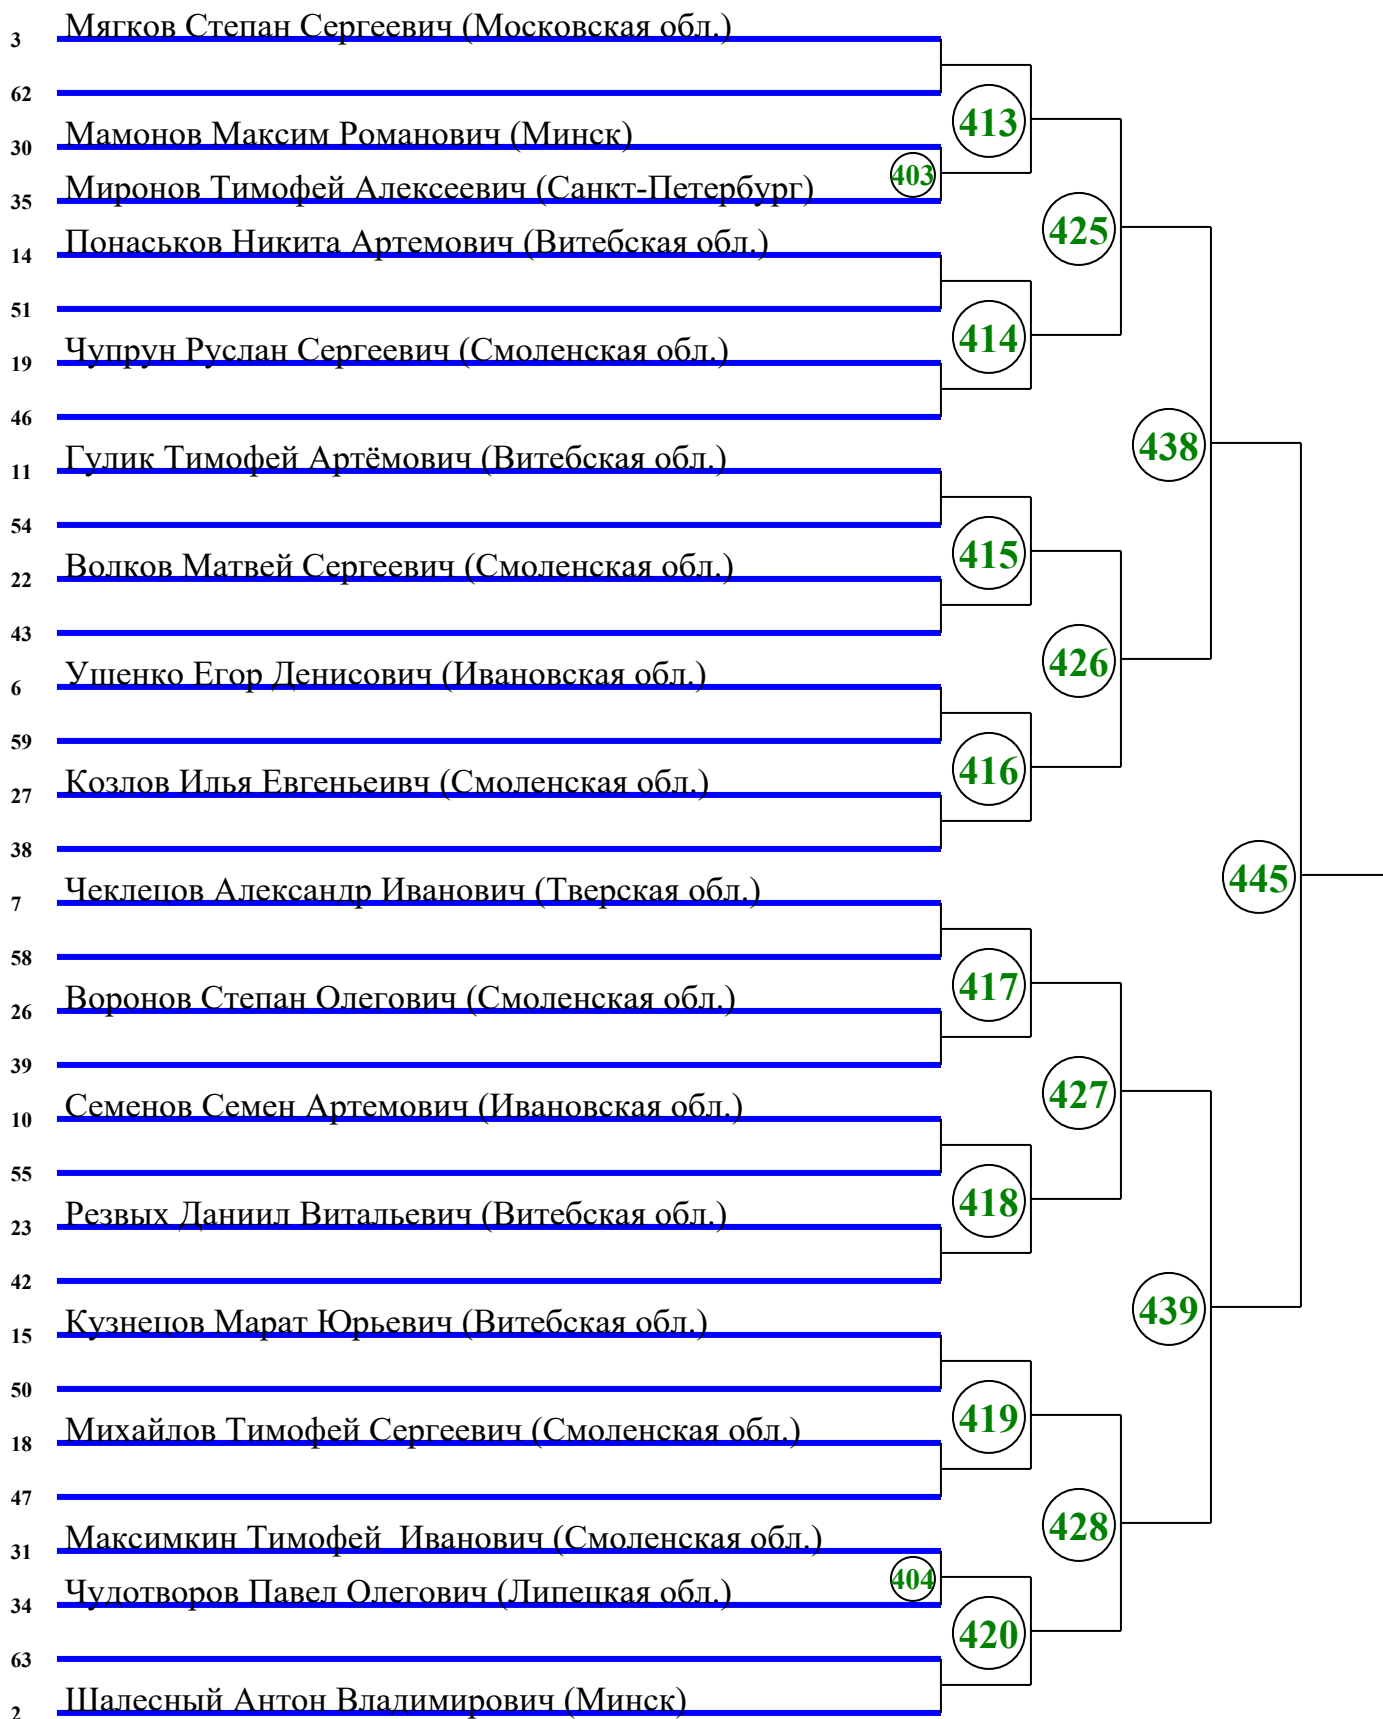 3 Мягков Степан Сергеевич (Московская обл.)
62
413
30 Мамонов Максим Романович (Минск)
403
35 Миронов Тимофей Алексеевич (Санкт-Петербург)
425
14 Понаськов Никита Артемович (Витебская обл.)
51
414
19 Чупрун Руслан Сергеевич (Смоленская обл.)
46
438
11 Гулик Тимофей Артёмович (Витебская обл.)
54
415
22 Волков Матвей Сергеевич (Смоленская обл.)
43
426
6 Ушенко Егор Денисович (Ивановская обл.)
59
416
27 Козлов Илья Евгеньеивч (Смоленская обл.)
38
445
7 Чеклецов Александр Иванович (Тверская обл.)
58
417
26 Воронов Степан Олегович (Смоленская обл.)
39
427
10 Семенов Семен Артемович (Ивановская обл.)
55
418
23 Резвых Даниил Витальевич (Витебская обл.)
42
439
15 Кузнецов Марат Юрьевич (Витебская обл.)
50
419
18 Михайлов Тимофей Сергеевич (Смоленская обл.)
47
428
31 Максимкин Тимофей  Иванович (Смоленская обл.)
404
34 Чудотворов Павел Олегович (Липецкая обл.)
420
63
2 Шалесный Антон Владимирович (Минск)